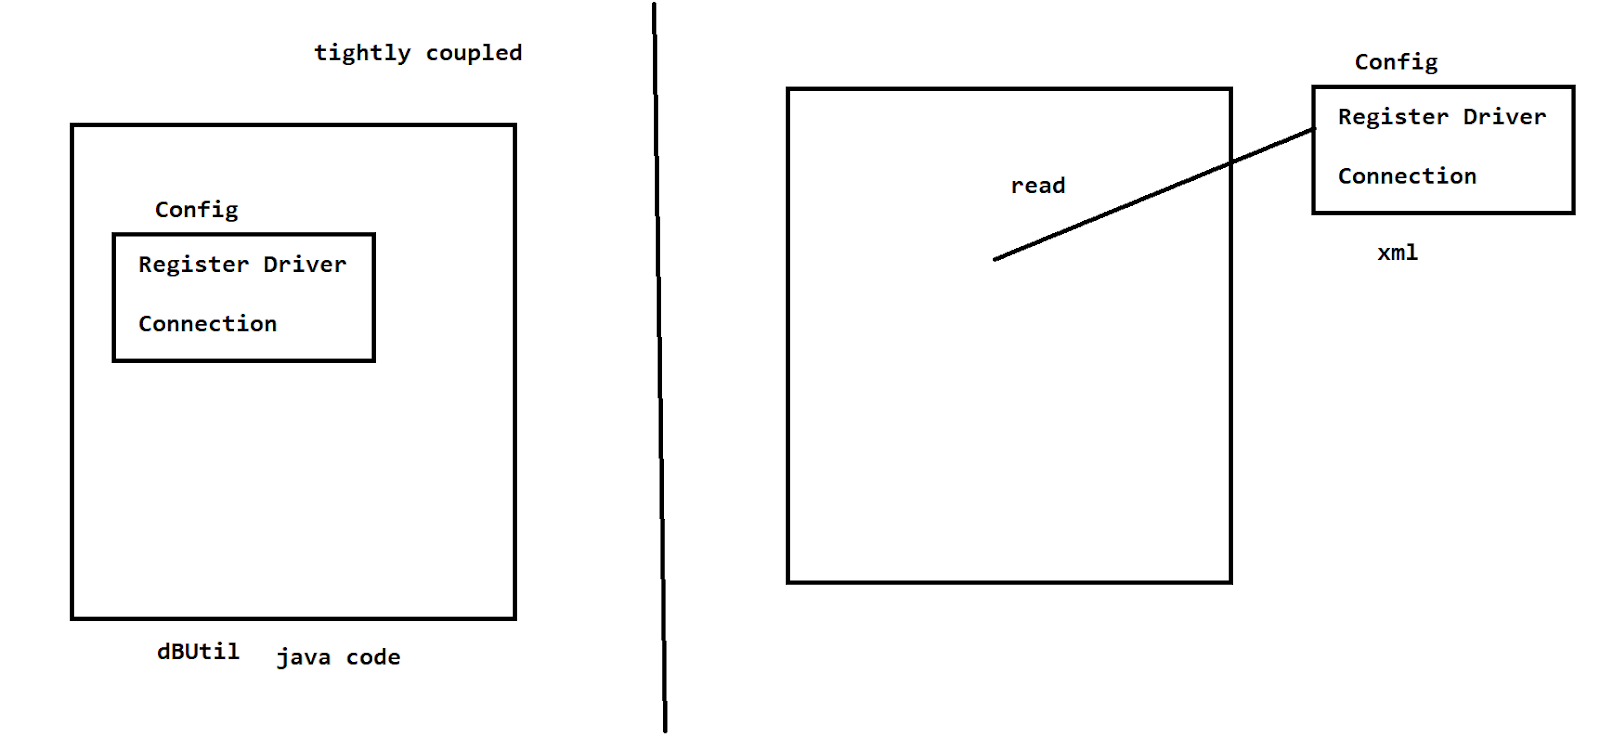 tightly coupled
Config
Register Driver
Connection
dBUtil java code
read
Config
Register Driver
Connection
xml